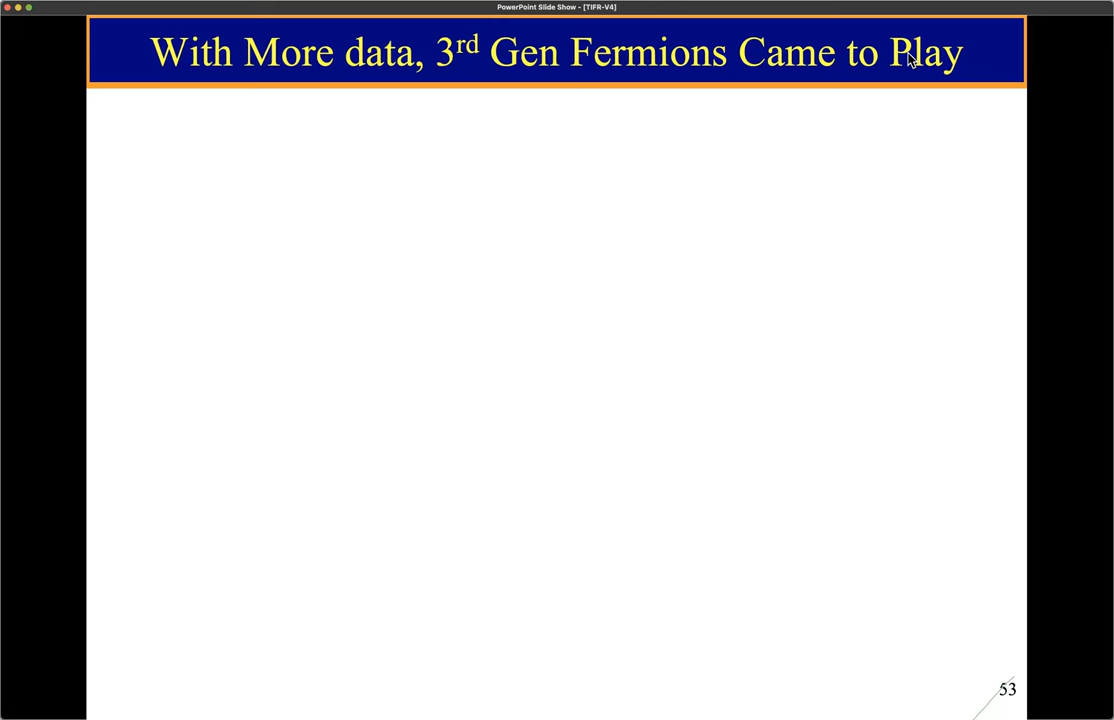 PowerPoint Slide Show - [TIFR-V4]
With More data, 3rd Gen Fermions Came to Play
53